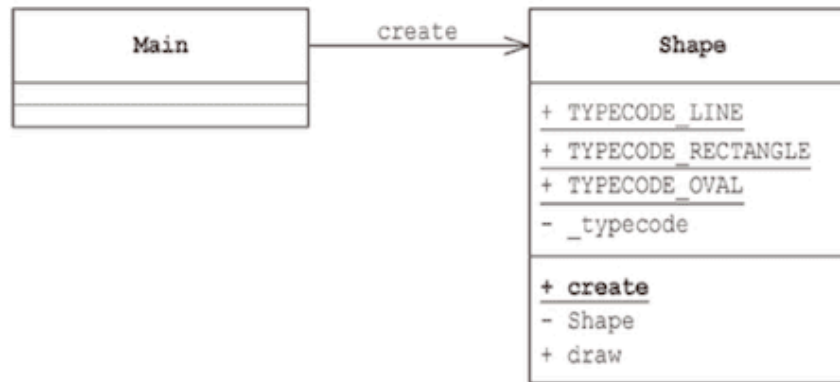 Main
create
Shape
+ TYPECODE_LINE
+ TYPECODE_RECTANGLE
+ TYPECODE_OVAL
- _typecode
+ create
- Shape
+ draw